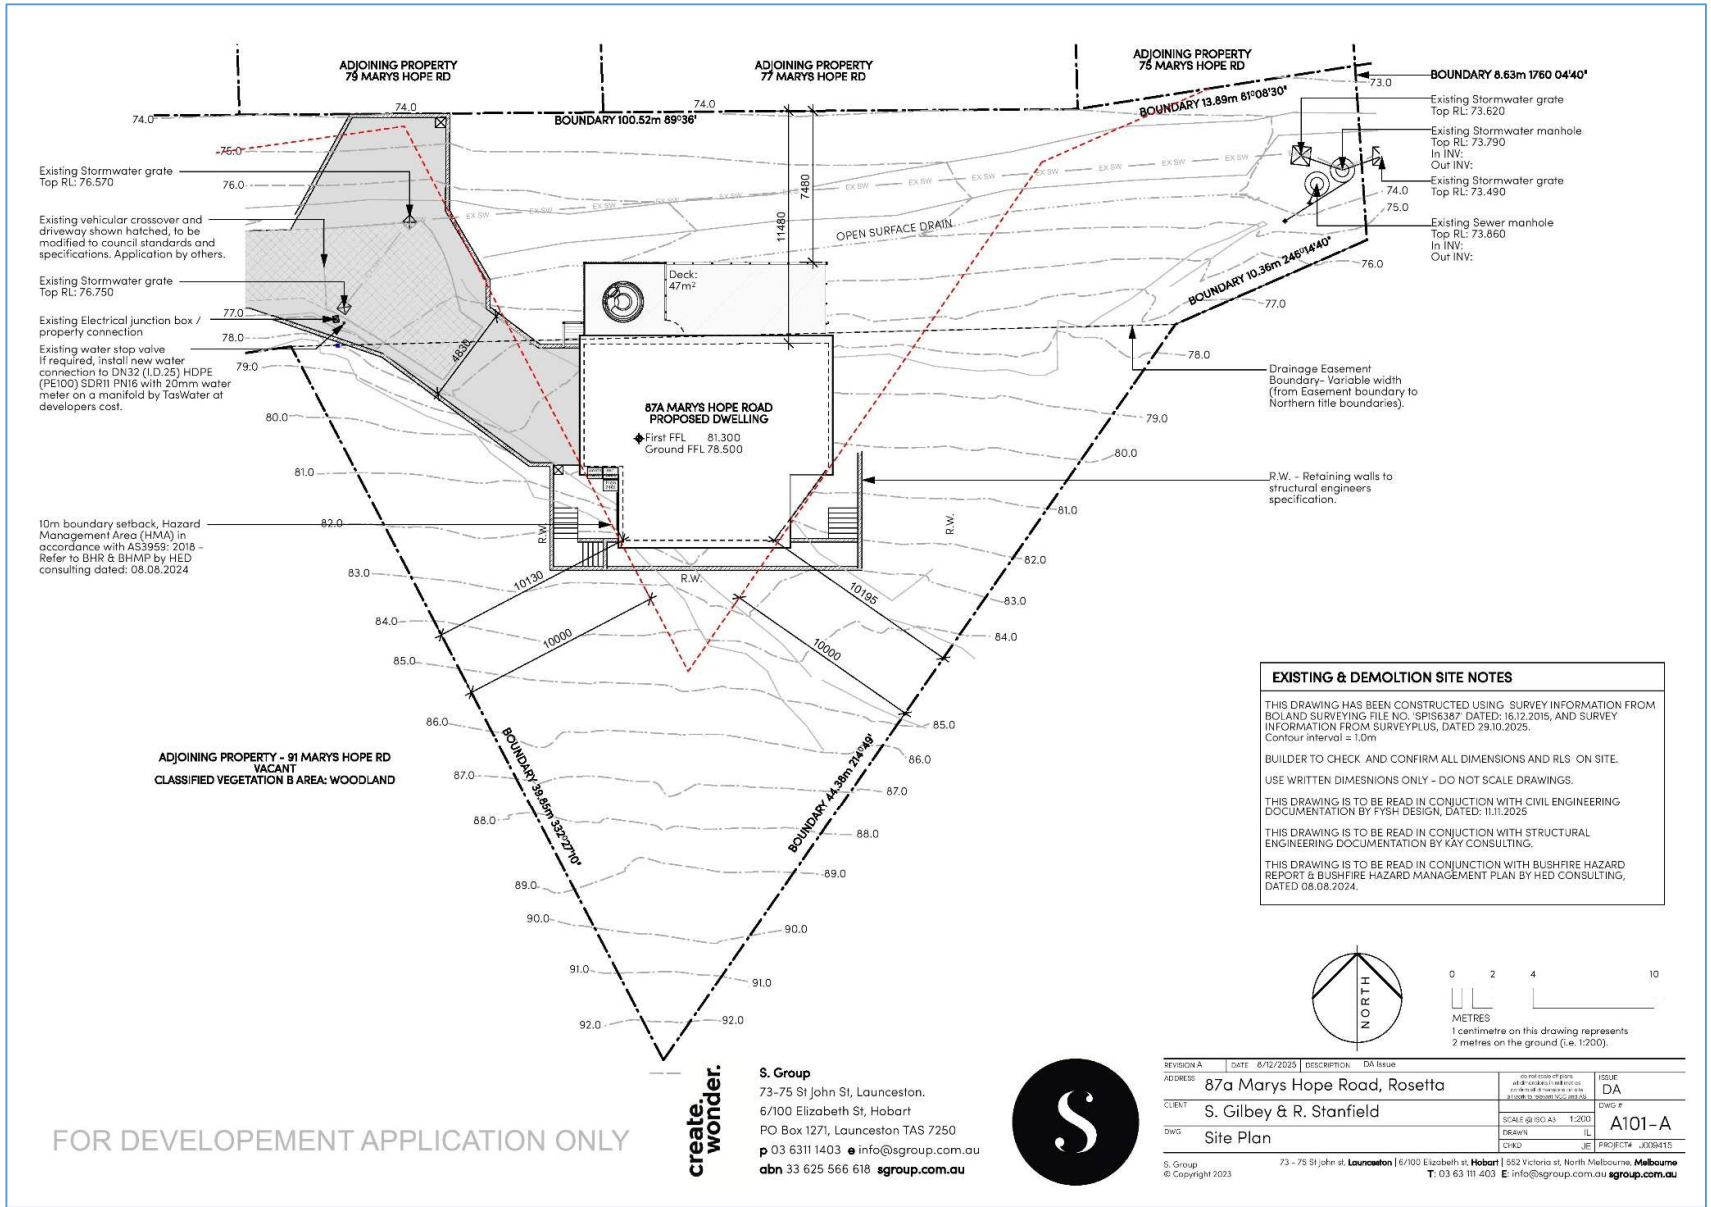 ADJOINING PROPERTY
79 MARYS HOPE RD
ADJOINING PROPERTY
77 MARYS HOPE RD
ADJOINING PROPERTY
75 MARYS HOPE RD
BOUNDARY 8.63m 1760 04'40"
73.0
74.0
74.0
74.0
BOUNDARY 100.52m 89°36'
BOUNDARY 13.89m 81°08'30"
Existing Stormwater grate
Top RL: 73.620
Existing Stormwater manhole
Top RL: 73.790
In INV:
Out INV:
Existing Stormwater grate
Top RL: 73.490
Existing Sewer manhole
Top RL: 73.860
In INV:
Out INV:
74.0
75.0
76.0
77.0
BOUNDARY 10.36m 246°14'40"
75.0
76.0
Existing Stormwater grate
Top RL: 76.570
Existing vehicular crossover and
driveway shown hatched, to be
modified to council standards and
specifications. Application by others.
Existing Stormwater grate
Top RL: 76.750
Existing Electrical junction box /
property connection
Existing water stop valve
If required, install new water
connection to DN32 (I.D.25) HDPE
(PE100) SDR11 PN16 with 20mm water
meter on a manifold by TasWater at
developers cost.
77.0
78.0
79.0
80.0
81.0
82.0
83.0
84.0
85.0
86.0
87.0
88.0
89.0
90.0
91.0
92.0
EX SW
EX SW
EX SW
EX SW
EX SW
EX SW
EX SW
EX SW
EX SW
EX SW
EX SW
EX SW
7480
11480
OPEN SURFACE DRAIN
Deck:
47m²
4830
87A MARYS HOPE ROAD
PROPOSED DWELLING
First FFL 81.300
Ground FFL 78.500
78.0
79.0
80.0
81.0
82.0
83.0
84.0
85.0
86.0
87.0
88.0
89.0
90.0
91.0
92.0
Drainage Easement
Boundary- Variable width
(from Easement boundary to
Northern title boundaries).
R.W. - Retaining walls to
structural engineers
specification.
10m boundary setback, Hazard
Management Area (HMA) in
accordance with AS3959: 2018 -
Refer to BHR & BHMP by HED
consulting dated: 08.08.2024
R.W.
R.W.
R.W.
10130
10000
10195
10000
BOUNDARY 39.85m 332°27'10"
BOUNDARY 44.38m 214°49'
ADJOINING PROPERTY - 91 MARYS HOPE RD
VACANT
CLASSIFIED VEGETATION B AREA: WOODLAND
EXISTING & DEMOLTION SITE NOTES
THIS DRAWING HAS BEEN CONSTRUCTED USING SURVEY INFORMATION FROM
BOLAND SURVEYING FILE NO. 'SPIS6387' DATED: 16.12.2015, AND SURVEY
INFORMATION FROM SURVEYPLUS, DATED 29.10.2025.
Contour interval = 1.0m
BUILDER TO CHECK AND CONFIRM ALL DIMENSIONS AND RLS ON SITE.
USE WRITTEN DIMESNIONS ONLY - DO NOT SCALE DRAWINGS.
THIS DRAWING IS TO BE READ IN CONJUCTION WITH CIVIL ENGINEERING
DOCUMENTATION BY FYSH DESIGN, DATED: 11.11.2025
THIS DRAWING IS TO BE READ IN CONJUCTION WITH STRUCTURAL
ENGINEERING DOCUMENTATION BY KAY CONSULTING.
THIS DRAWING IS TO BE READ IN CONJUNCTION WITH BUSHFIRE HAZARD
REPORT & BUSHFIRE HAZARD MANAGEMENT PLAN BY HED CONSULTING,
DATED 08.08.2024.
NORTH
0 2 4 10
METRES
1 centimetre on this drawing represents
2 metres on the ground (i.e. 1:200).
FOR DEVELOPEMENT APPLICATION ONLY
create.
wonder.
S. Group
73-75 St John St, Launceston.
6/100 Elizabeth St, Hobart
PO Box 1271, Launceston TAS 7250
p 03 6311 1403 e info@sgroup.com.au
abn 33 625 566 618 sgroup.com.au
S
REVISION A DATE 8/12/2025 DESCRIPTION DA Issue
ADDRESS 87a Marys Hope Road, Rosetta
CLIENT S. Gilbey & R. Stanfield
DWG Site Plan
ISSUE
DA
SCALE @ ISO A3 1:200
DWG #
A101-A
DRAWN IL
CHKD JE
PROJECT# J009415
S. Group
© Copyright 2023
73 - 75 St john st, Launceston | 6/100 Elizabeth st, Hobart | 552 Victoria st, North Melbourne, Melbourne
T: 03 63 111 403 E: info@sgroup.com.au sgroup.com.au